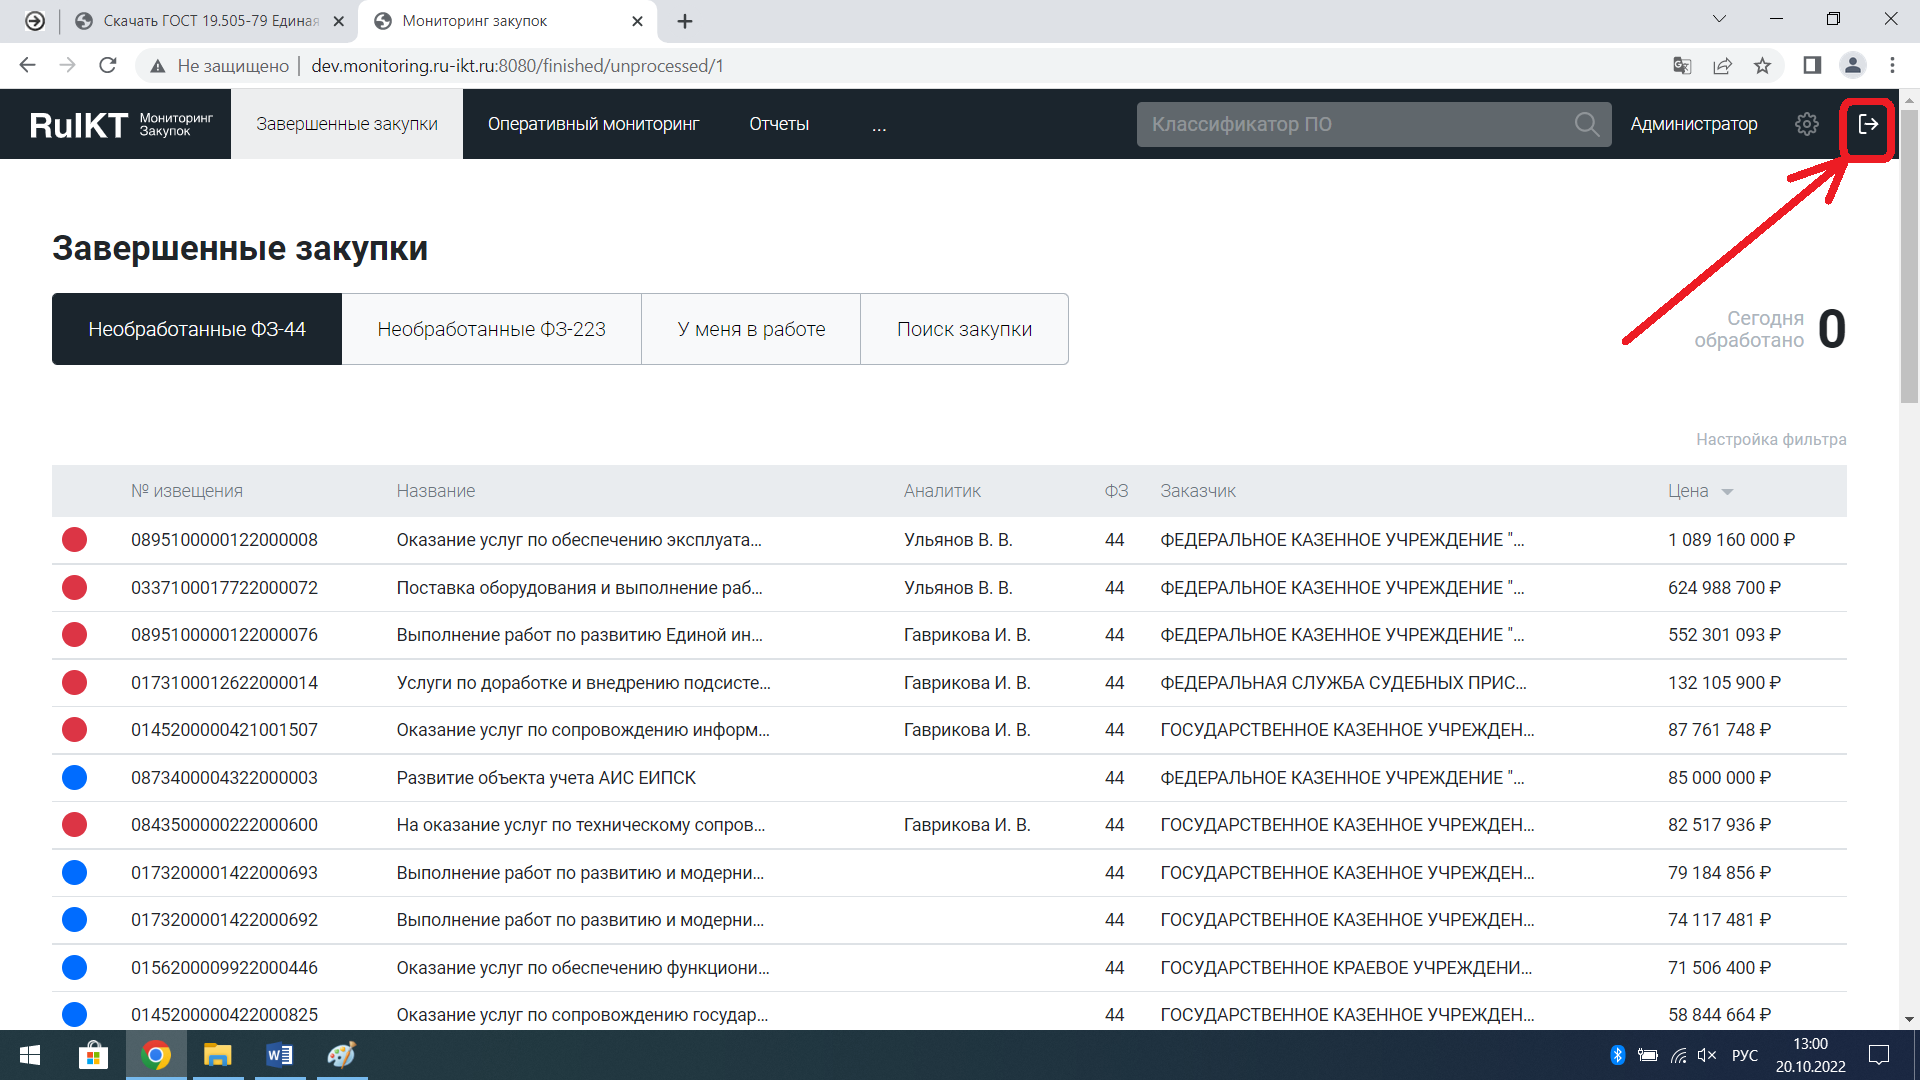 Скачать ГОСТ 19.505-79 Единая
Мониторинг закупок
Не защищено
dev.monitoring.ru-ikt.ru:8080/finished/unprocessed/1
RuIKT Мониторинг Закупок
Завершенные закупки
Оперативный мониторинг
Отчеты
...
Классификатор ПО
Администратор
Завершенные закупки
Необработанные ФЗ-44
Необработанные ФЗ-223
У меня в работе
Поиск закупки
Сегодня
обработано
0
Настройка фильтра
№ извещения Название Аналитик ФЗ Заказчик Цена
0895100000122000008 Оказание услуг по обеспечению эксплуата... Ульянов В. В. 44 ФЕДЕРАЛЬНОЕ КАЗЕННОЕ УЧРЕЖДЕНИЕ "... 1 089 160 000 ₽
0337100017722000072 Поставка оборудования и выполнение раб... Ульянов В. В. 44 ФЕДЕРАЛЬНОЕ КАЗЕННОЕ УЧРЕЖДЕНИЕ "... 624 988 700 ₽
0895100000122000076 Выполнение работ по развитию Единой ин... Гаврикова И. В. 44 ФЕДЕРАЛЬНОЕ КАЗЕННОЕ УЧРЕЖДЕНИЕ "... 552 301 093 ₽
0173100012622000014 Услуги по доработке и внедрению подсисте... Гаврикова И. В. 44 ФЕДЕРАЛЬНАЯ СЛУЖБА СУДЕБНЫХ ПРИС... 132 105 900 ₽
0145200000421001507 Оказание услуг по сопровождению информ... Гаврикова И. В. 44 ГОСУДАРСТВЕННОЕ КАЗЕННОЕ УЧРЕЖДЕН... 87 761 748 ₽
0873400004322000003 Развитие объекта учета АИС ЕИПСК 44 ФЕДЕРАЛЬНОЕ КАЗЕННОЕ УЧРЕЖДЕНИЕ "... 85 000 000 ₽
0843500000222000600 На оказание услуг по техническому сопров... Гаврикова И. В. 44 ГОСУДАРСТВЕННОЕ КАЗЕННОЕ УЧРЕЖДЕН... 82 517 936 ₽
0173200001422000693 Выполнение работ по развитию и модерни... 44 ГОСУДАРСТВЕННОЕ КАЗЕННОЕ УЧРЕЖДЕН... 79 184 856 ₽
0173200001422000692 Выполнение работ по развитию и модерни... 44 ГОСУДАРСТВЕННОЕ КАЗЕННОЕ УЧРЕЖДЕН... 74 117 481 ₽
0156200009922000446 Оказание услуг по обеспечению функциони... 44 ГОСУДАРСТВЕННОЕ КРАЕВОЕ УЧРЕЖДЕНИ... 71 506 400 ₽
0145200000422000825 Оказание услуг по сопровождению государ... 44 ГОСУДАРСТВЕННОЕ КАЗЕННОЕ УЧРЕЖДЕН... 58 844 664 ₽
РУС
13:00
20.10.2022